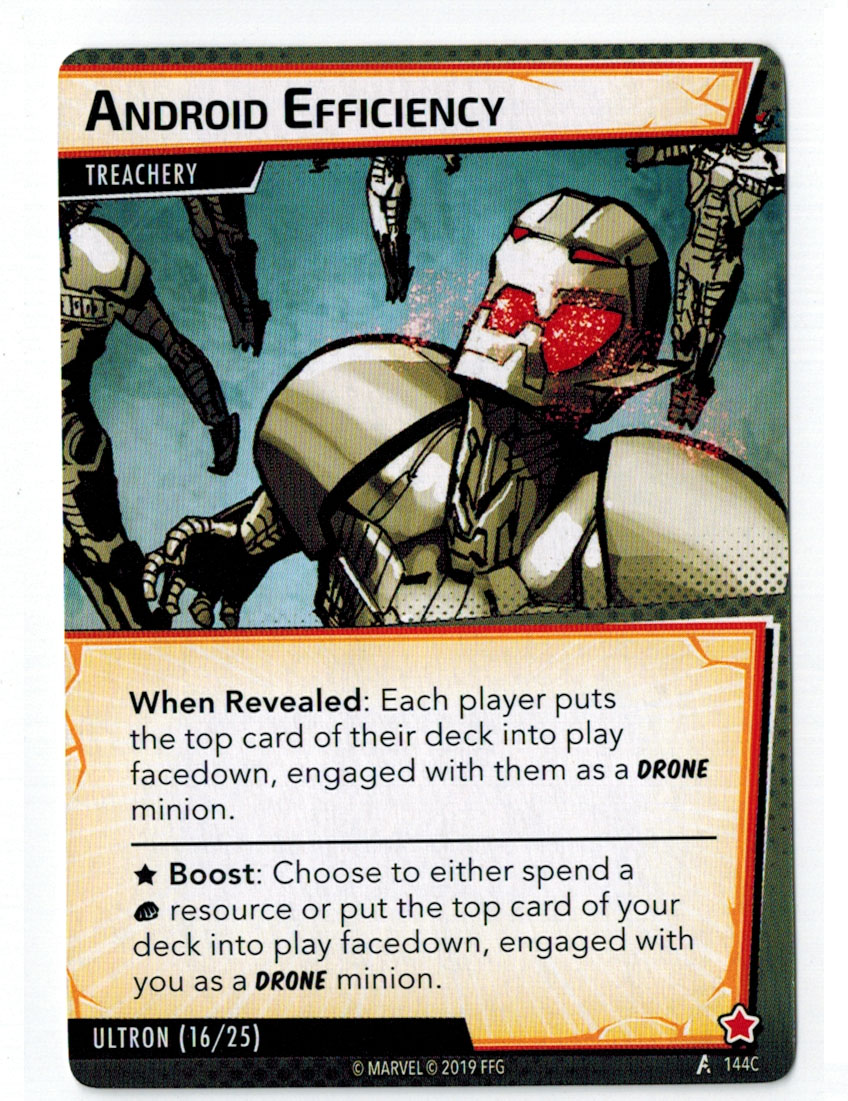 ANDROID EFFICIENCY
TREACHERY
When Revealed: Each player puts
the top card of their deck into play
facedown, engaged with them as a DRONE
minion.
★ Boost: Choose to either spend a
resource or put the top card of your
deck into play facedown, engaged with
you as a DRONE minion.
ULTRON (16/25)
© MARVEL © 2019 FFG
144C